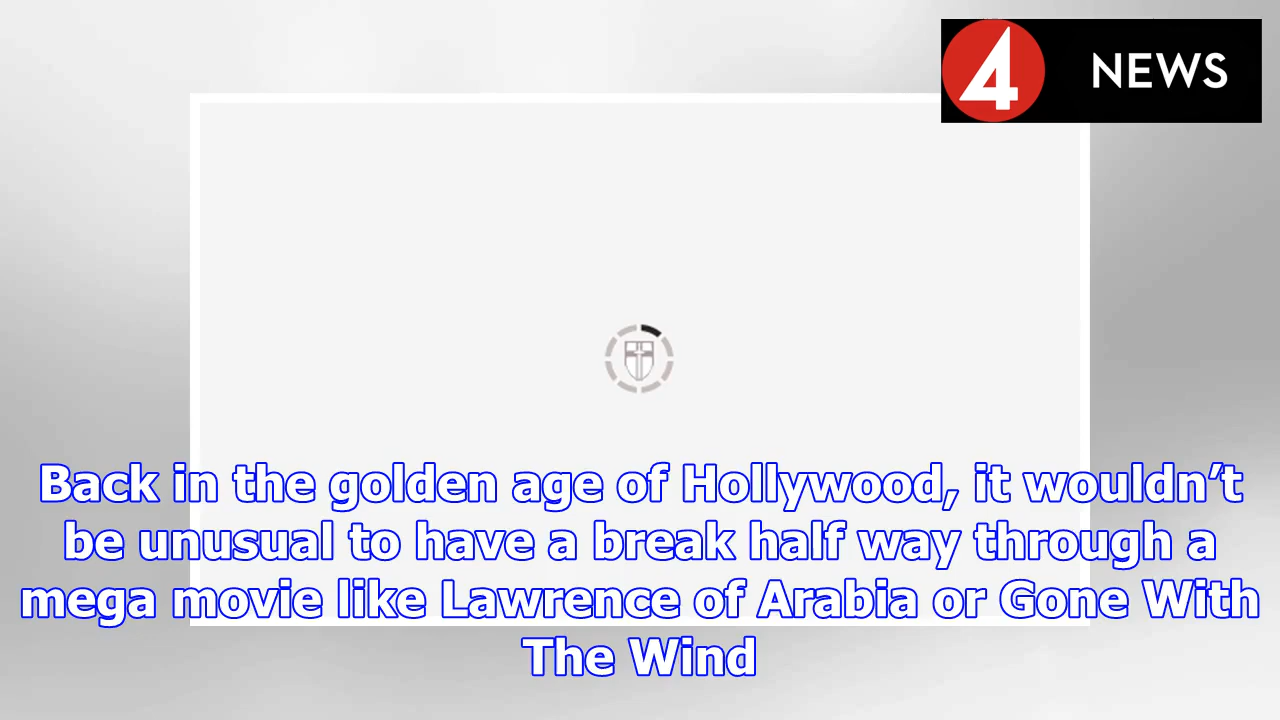 4 NEWS
Back in the golden age of Hollywood, it wouldn’t
be unusual to have a break half way through a
mega movie like Lawrence of Arabia or Gone With
The Wind